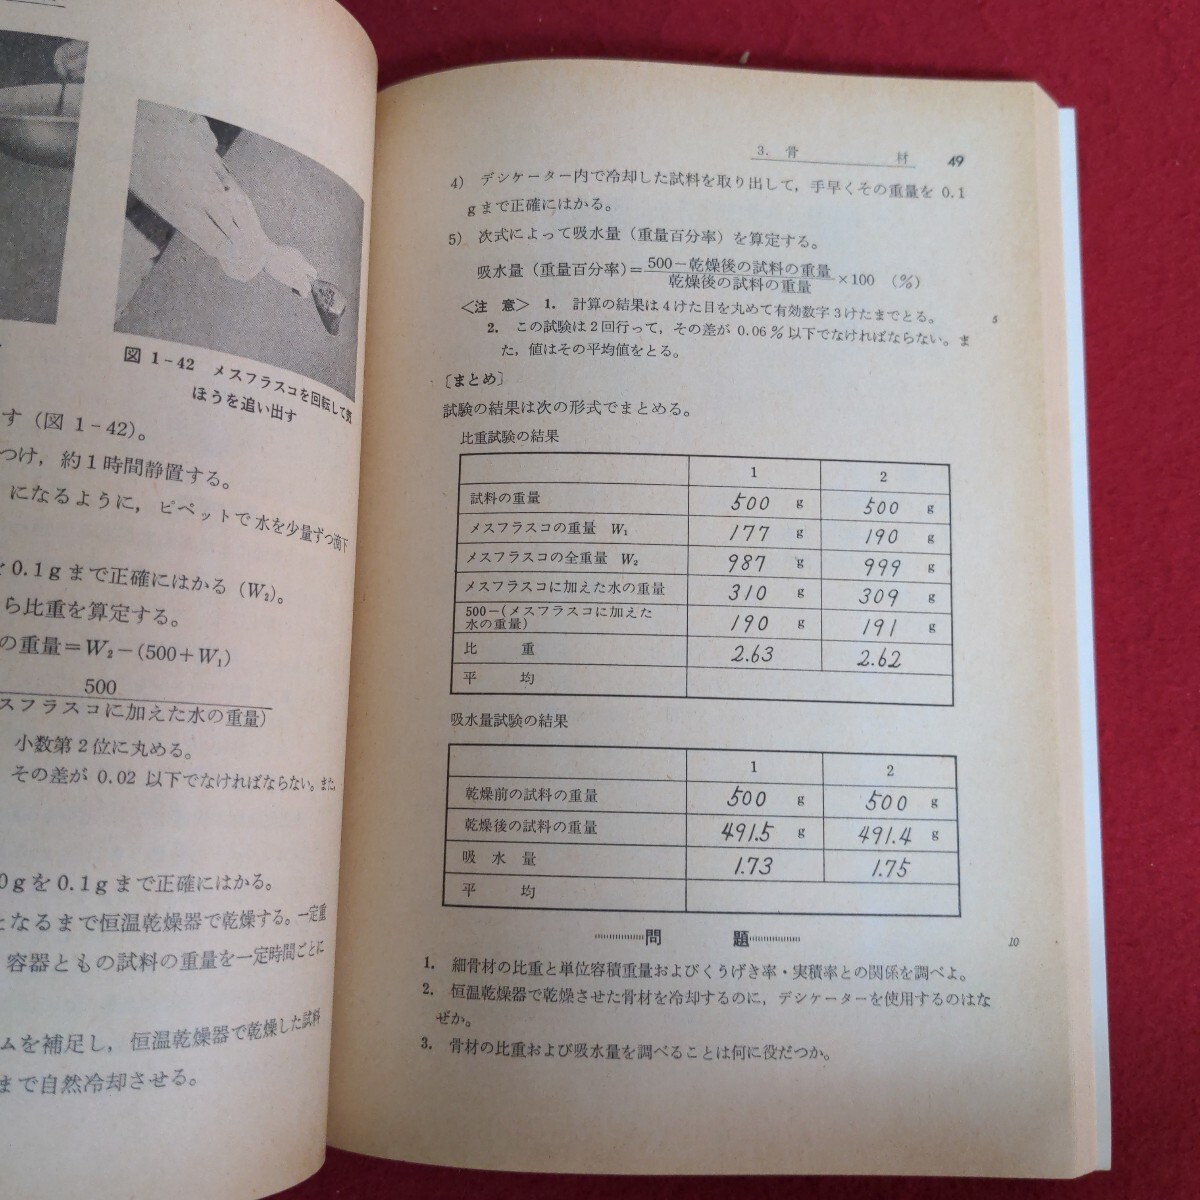 図 1-42 メスフラスコを回転して気
ほうを追い出す
す（図 1-42）。
つけ，約1時間静置する。
になるように，ピペットで水を少量ずつ滴下
0.1gまで正確にはかる（W₂）。
ら比重を算定する。
の重量＝W₂－(500＋W₁)
500
スフラスコに加えた水の重量)
小数第2位に丸める。
その差が 0.02 以下でなければならない。また，
0gを0.1gまで正確にはかる。
となるまで恒温乾燥器で乾燥する。一定重
容器ともの試料の重量を一定時間ごとに
ムを補足し，恒温乾燥器で乾燥した試料
まで自然冷却させる。
3. 骨 材 49
4) デシケーター内で冷却した試料を取り出して，手早くその重量を 0.1
gまで正確にはかる。
5) 次式によって吸水量（重量百分率）を算定する。
吸水量（重量百分率）＝500－乾燥後の試料の重量/乾燥後の試料の重量×100 （％）
＜注 意＞ 1. 計算の結果は4けた目を丸めて有効数字3けたまでとる。 5
2. この試験は2回行って，その差が 0.06％以下でなければならない。ま
た，値はその平均値をとる。
〔まとめ〕
試験の結果は次の形式でまとめる。
比重試験の結果
1 2
試料の重量 500 g 500 g
メスフラスコの重量 W₁ 177 g 190 g
メスフラスコの全重量 W₂ 987 g 999 g
メスフラスコに加えた水の重量 310 g 309 g
500－(メスフラスコに加えた
水の重量) 190 g 191 g
比 重 2.63 2.62
平 均
吸水量試験の結果
1 2
乾燥前の試料の重量 500 g 500 g
乾燥後の試料の重量 491.5 g 491.4 g
吸 水 量 1.73 1.75
平 均
問 題 10
1. 細骨材の比重と単位容積重量およびくうげき率・実積率との関係を調べよ。
2. 恒温乾燥器で乾燥させた骨材を冷却するのに，デシケーターを使用するのはな
ぜか。
3. 骨材の比重および吸水量を調べることは何に役だつか。